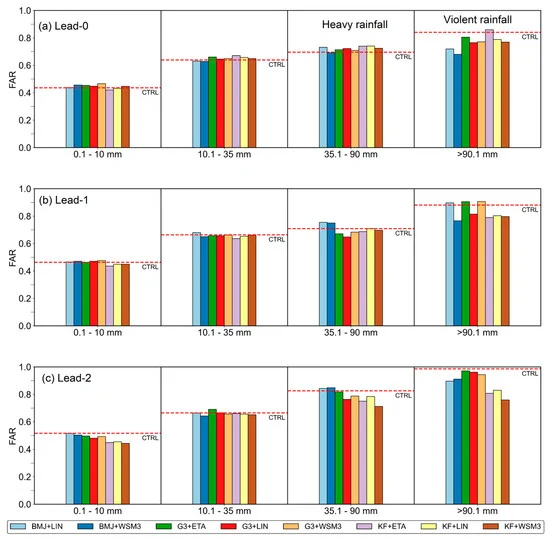 Heavy rainfall Violent rainfall
(a) Lead-0
1.0
0.8
0.6
0.4
0.2
0.0
FAR
CTRL CTRL CTRL CTRL
0.1 - 10 mm 10.1 - 35 mm 35.1 - 90 mm >90.1 mm
(b) Lead-1
1.0
0.8
0.6
0.4
0.2
0.0
FAR
CTRL CTRL CTRL CTRL
0.1 - 10 mm 10.1 - 35 mm 35.1 - 90 mm >90.1 mm
(c) Lead-2
1.0
0.8
0.6
0.4
0.2
0.0
FAR
CTRL CTRL CTRL CTRL
0.1 - 10 mm 10.1 - 35 mm 35.1 - 90 mm >90.1 mm
BMJ+LIN BMJ+WSM3 G3+ETA G3+LIN G3+WSM3 KF+ETA KF+LIN KF+WSM3